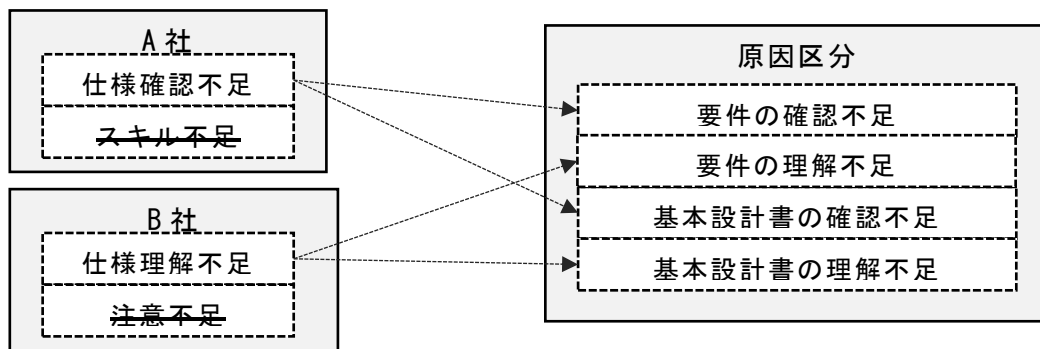 A社
仕様確認不足
スキル不足
B社
仕様理解不足
注意不足
原因区分
要件の確認不足
要件の理解不足
基本設計書の確認不足
基本設計書の理解不足